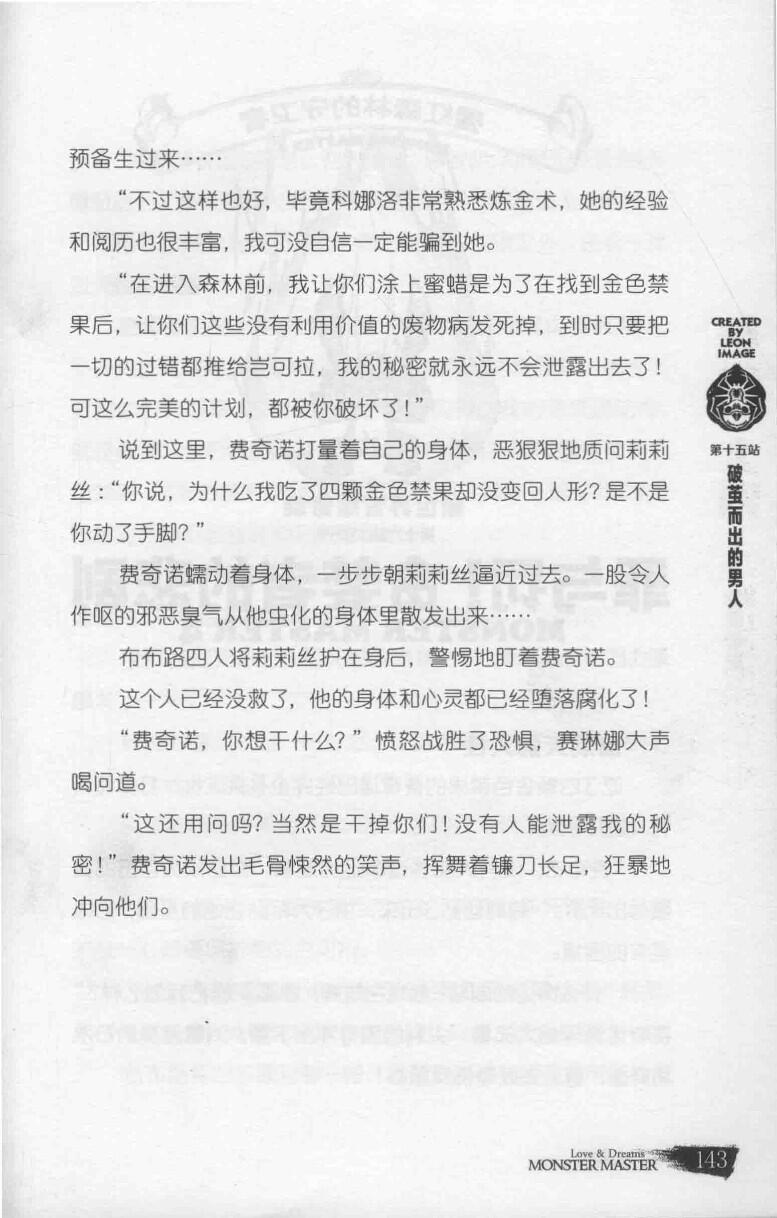 预备生过来……
“不过这样也好，毕竟科娜洛非常熟悉炼金术，她的经验
和阅历也很丰富，我可没自信一定能骗到她。
“在进入森林前，我让你们涂上蜜蜡是为了在找到金色禁
果后，让你们这些没有利用价值的废物病发死掉，到时只要把
一切的过错都推给岂可拉，我的秘密就永远不会泄露出去了！
可这么完美的计划，都被你破坏了！”
说到这里，费奇诺打量着自己的身体，恶狠狠地质问莉莉
丝：“你说，为什么我吃了四颗金色禁果却没变回人形？是不是
你动了手脚？”
费奇诺蠕动着身体，一步步朝莉莉丝逼近过去。一股令人
作呕的邪恶臭气从他虫化的身体里散发出来……
布布路四人将莉莉丝护在身后，警惕地盯着费奇诺。
这个人已经没救了，他的身体和心灵都已经堕落腐化了！
“费奇诺，你想干什么？”愤怒战胜了恐惧，赛琳娜大声
喝问道。
“这还用问吗？当然是干掉你们！没有人能泄露我的秘
密！”费奇诺发出毛骨悚然的笑声，挥舞着镰刀长足，狂暴地
冲向他们。
CREATED
BY
LEON
IMAGE
第十五站
破茧而出的男人
Love & Dreams
MONSTER MASTER
143